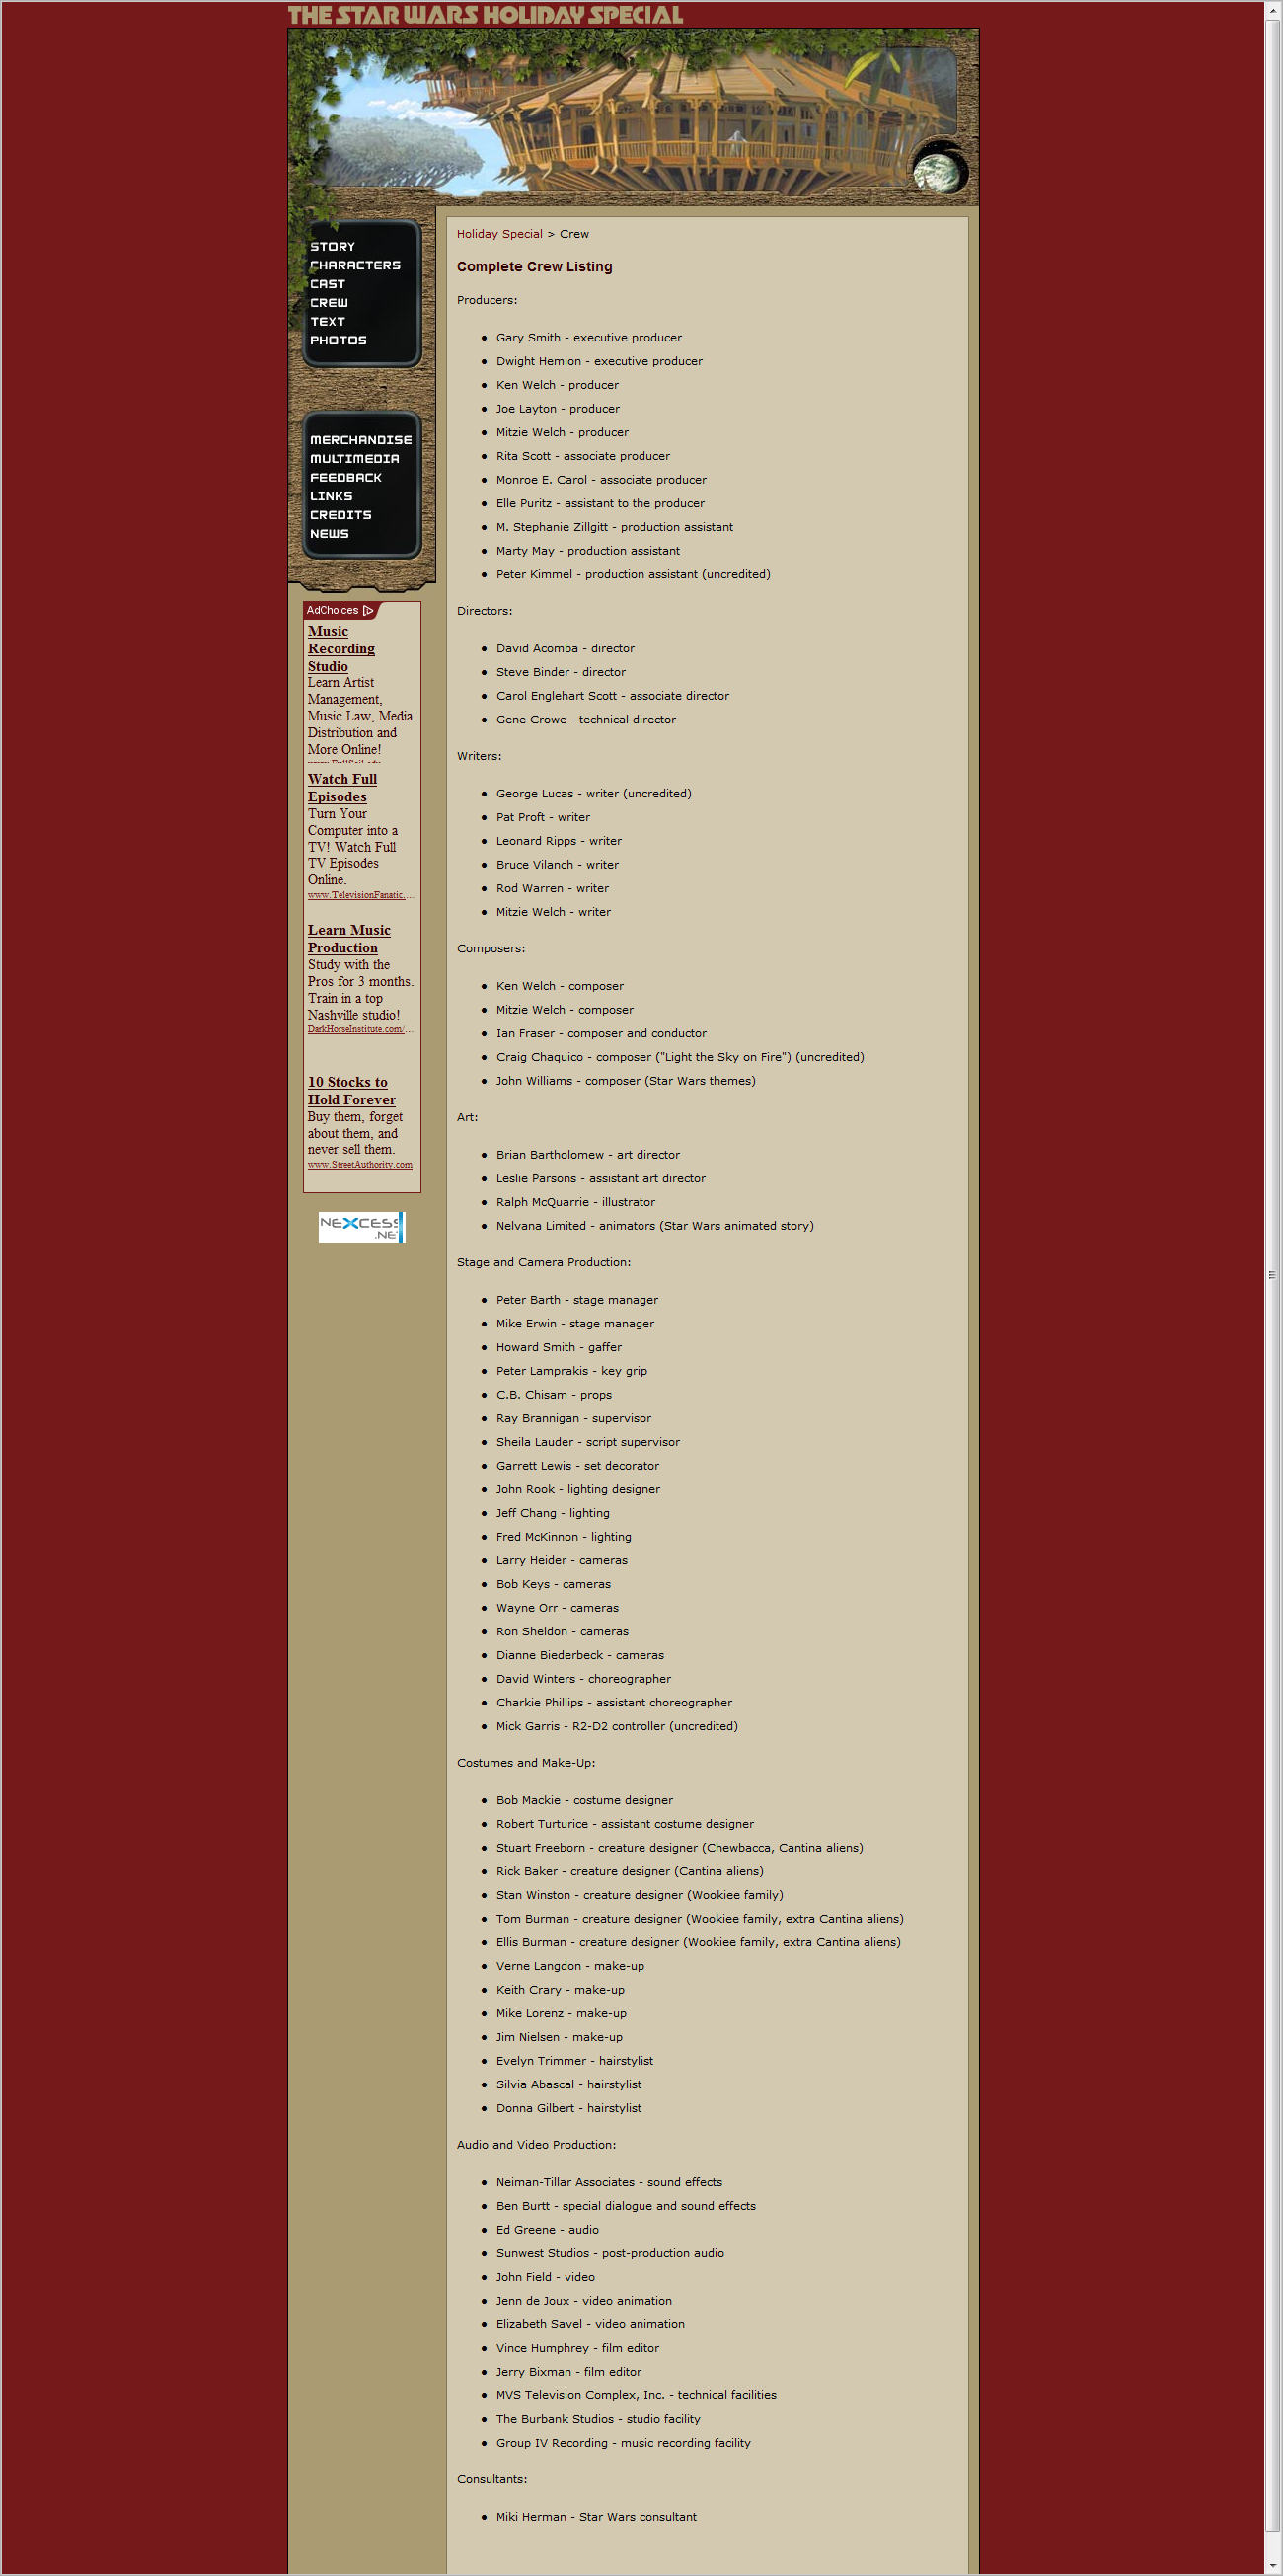 THE STAR WARS HOLIDAY SPECIAL
STORY
CHARACTERS
CAST
CREW
TEXT
PHOTOS
MERCHANDISE
MULTIMEDIA
FEEDBACK
LINKS
CREDITS
NEWS
AdChoices
Music
Recording
Studio
Learn Artist
Management,
Music Law, Media
Distribution and
More Online!
www.FullSail.edu
Watch Full
Episodes
Turn Your
Computer into a
TV! Watch Full
TV Episodes
Online.
www.TelevisionFanatic....
Learn Music
Production
Study with the
Pros for 3 months.
Train in a top
Nashville studio!
DarkHorseInstitute.com/...
10 Stocks to
Hold Forever
Buy them, forget
about them, and
never sell them.
www.StreetAuthority.com
NEXCESS
.NET
Holiday Special > Crew
Complete Crew Listing
Producers:
Gary Smith - executive producer
Dwight Hemion - executive producer
Ken Welch - producer
Joe Layton - producer
Mitzie Welch - producer
Rita Scott - associate producer
Monroe E. Carol - associate producer
Elle Puritz - assistant to the producer
M. Stephanie Zillgitt - production assistant
Marty May - production assistant
Peter Kimmel - production assistant (uncredited)
Directors:
David Acomba - director
Steve Binder - director
Carol Englehart Scott - associate director
Gene Crowe - technical director
Writers:
George Lucas - writer (uncredited)
Pat Proft - writer
Leonard Ripps - writer
Bruce Vilanch - writer
Rod Warren - writer
Mitzie Welch - writer
Composers:
Ken Welch - composer
Mitzie Welch - composer
Ian Fraser - composer and conductor
Craig Chaquico - composer ("Light the Sky on Fire") (uncredited)
John Williams - composer (Star Wars themes)
Art:
Brian Bartholomew - art director
Leslie Parsons - assistant art director
Ralph McQuarrie - illustrator
Nelvana Limited - animators (Star Wars animated story)
Stage and Camera Production:
Peter Barth - stage manager
Mike Erwin - stage manager
Howard Smith - gaffer
Peter Lamprakis - key grip
C.B. Chisam - props
Ray Brannigan - supervisor
Sheila Lauder - script supervisor
Garrett Lewis - set decorator
John Rook - lighting designer
Jeff Chang - lighting
Fred McKinnon - lighting
Larry Heider - cameras
Bob Keys - cameras
Wayne Orr - cameras
Ron Sheldon - cameras
Dianne Biederbeck - cameras
David Winters - choreographer
Charkie Phillips - assistant choreographer
Mick Garris - R2-D2 controller (uncredited)
Costumes and Make-Up:
Bob Mackie - costume designer
Robert Turturice - assistant costume designer
Stuart Freeborn - creature designer (Chewbacca, Cantina aliens)
Rick Baker - creature designer (Cantina aliens)
Stan Winston - creature designer (Wookiee family)
Tom Burman - creature designer (Wookiee family, extra Cantina aliens)
Ellis Burman - creature designer (Wookiee family, extra Cantina aliens)
Verne Langdon - make-up
Keith Crary - make-up
Mike Lorenz - make-up
Jim Nielsen - make-up
Evelyn Trimmer - hairstylist
Silvia Abascal - hairstylist
Donna Gilbert - hairstylist
Audio and Video Production:
Neiman-Tillar Associates - sound effects
Ben Burtt - special dialogue and sound effects
Ed Greene - audio
Sunwest Studios - post-production audio
John Field - video
Jenn de Joux - video animation
Elizabeth Savel - video animation
Vince Humphrey - film editor
Jerry Bixman - film editor
MVS Television Complex, Inc. - technical facilities
The Burbank Studios - studio facility
Group IV Recording - music recording facility
Consultants:
Miki Herman - Star Wars consultant